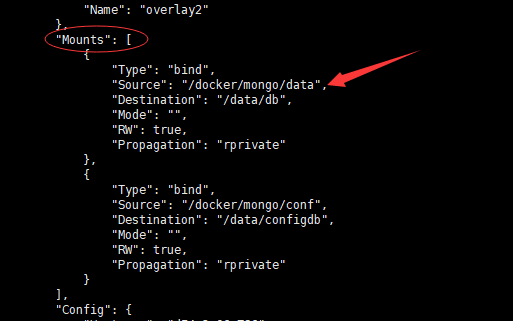 "Name": "overlay2"
},
"Mounts": [
{
"Type": "bind",
"Source": "/docker/mongo/data",
"Destination": "/data/db",
"Mode": "",
"RW": true,
"Propagation": "rprivate"
},
{
"Type": "bind",
"Source": "/docker/mongo/conf",
"Destination": "/data/configdb",
"Mode": "",
"RW": true,
"Propagation": "rprivate"
}
],
"Config": {